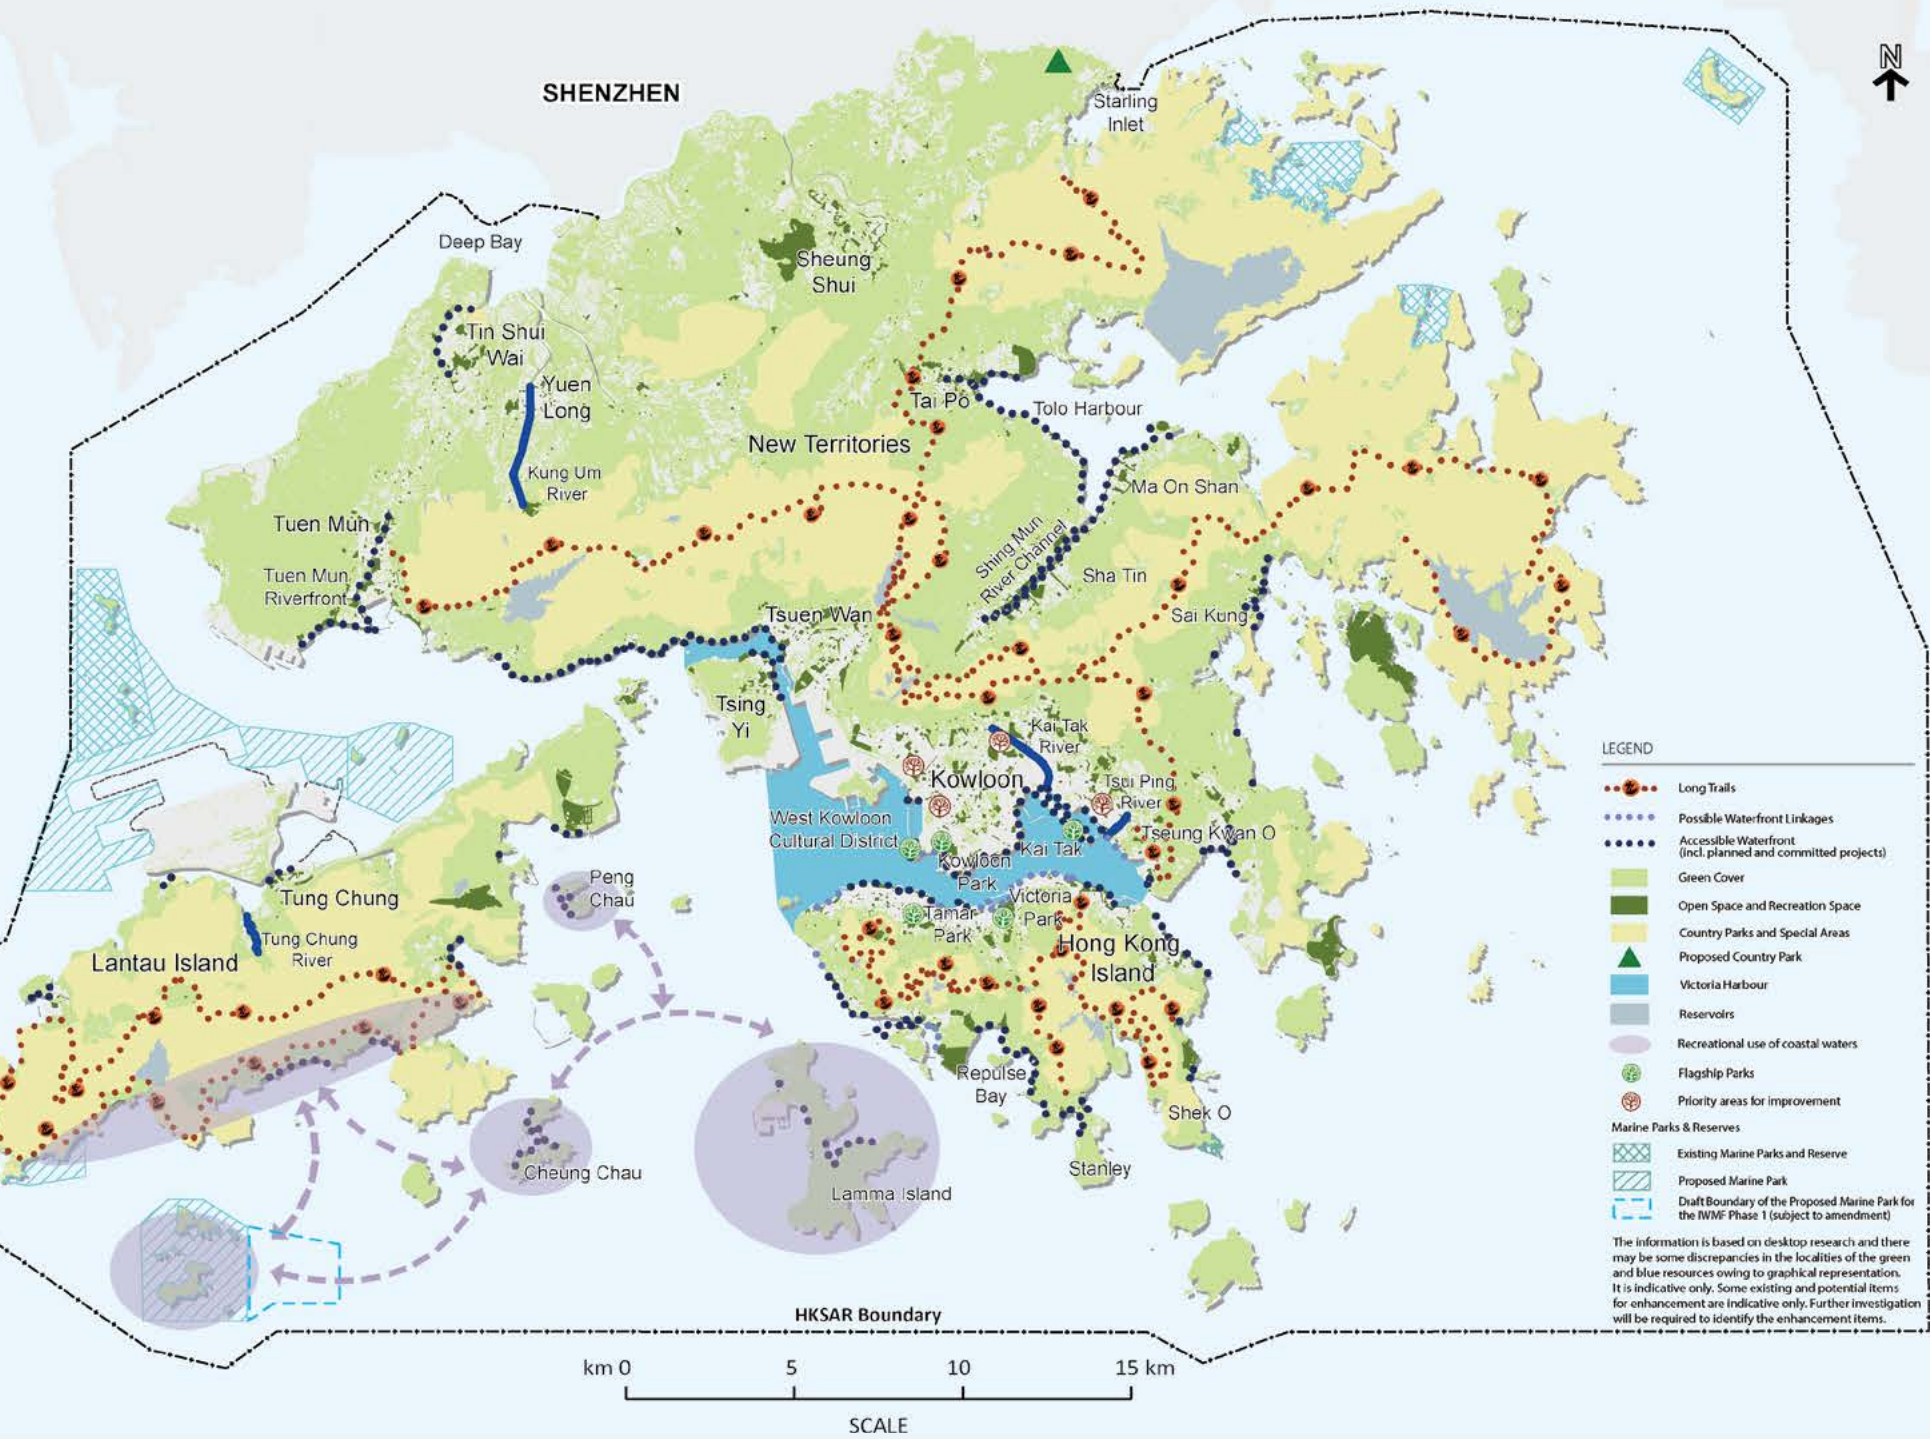 SHENZHEN
N
Starling
Inlet
Deep Bay
Sheung
Shui
Tin Shui
Wai
Yuen
Long
Tai Po
Tolo Harbour
New Territories
Kung Um
River
Ma On Shan
Tuen Mun
Shing Mun
River Channel
Tuen Mun
Riverfront
Sha Tin
Tsuen Wan
Sai Kung
Tsing
Yi
Kai Tak
River
Kowloon
Tsui Ping
River
West Kowloon
Cultural District
Tseung Kwan O
Kai Tak
Kowloon
Park
Peng
Chau
Tung Chung
Victoria
Park
Tamar
Park
Tung Chung
River
Hong Kong
Island
Lantau Island
Repulse
Bay
Shek O
Stanley
Cheung Chau
Lamma Island
LEGEND
Long Trails
Possible Waterfront Linkages
Accessible Waterfront
(incl. planned and committed projects)
Green Cover
Open Space and Recreation Space
Country Parks and Special Areas
Proposed Country Park
Victoria Harbour
Reservoirs
Recreational use of coastal waters
Flagship Parks
Priority areas for improvement
Marine Parks & Reserves
Existing Marine Parks and Reserve
Proposed Marine Park
Draft Boundary of the Proposed Marine Park for
the IWMF Phase 1 (subject to amendment)
The information is based on desktop research and there
may be some discrepancies in the localities of the green
and blue resources owing to graphical representation.
It is indicative only. Some existing and potential items
for enhancement are indicative only. Further investigation
will be required to identify the enhancement items.
HKSAR Boundary
km 0 5 10 15 km
SCALE